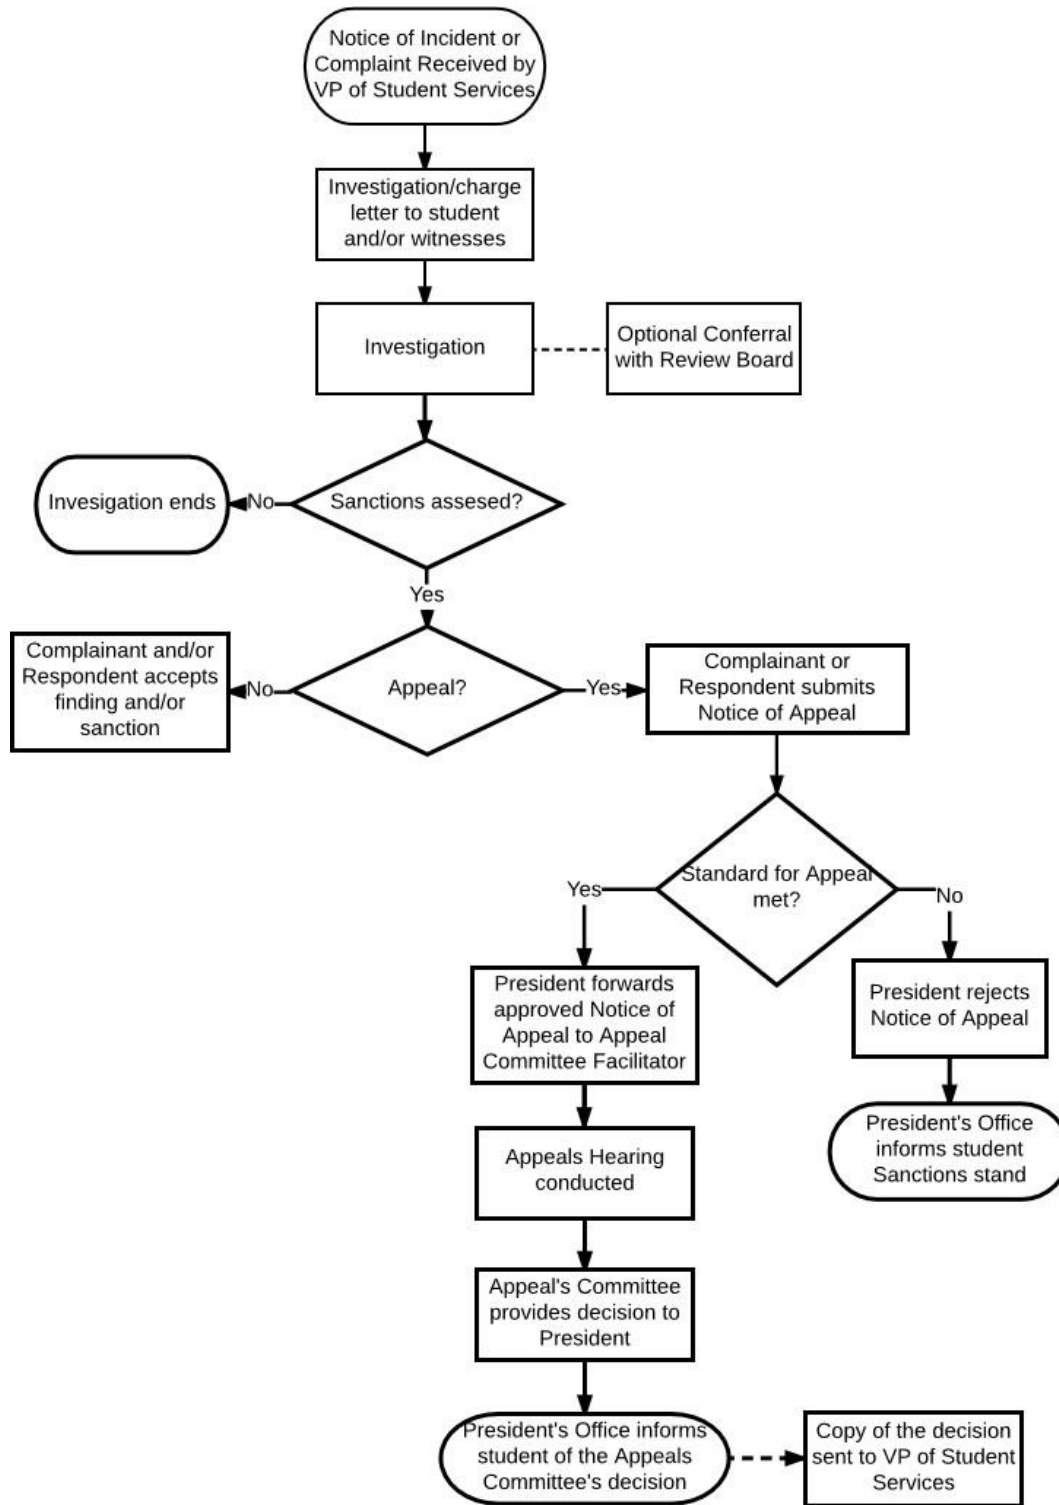 Notice of Incident or
Complaint Received by
VP of Student Services
Investigation/charge
letter to student
and/or witnesses
Investigation
Optional Conferral
with Review Board
Sanctions assesed?
No
Invesigation ends
Yes
Appeal?
No
Complainant and/or
Respondent accepts
finding and/or
sanction
Yes
Complainant or
Respondent submits
Notice of Appeal
Standard for Appeal
met?
Yes
No
President forwards
approved Notice of
Appeal to Appeal
Committee Facilitator
President rejects
Notice of Appeal
President's Office
informs student
Sanctions stand
Appeals Hearing
conducted
Appeal's Committee
provides decision to
President
President's Office informs
student of the Appeals
Committee's decision
Copy of the decision
sent to VP of Student
Services